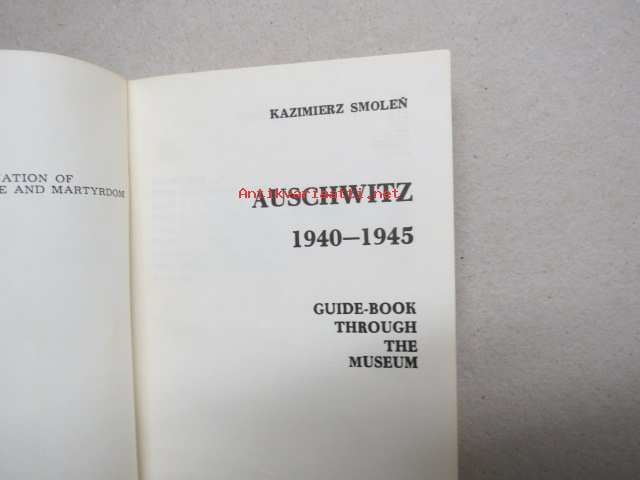 ATION OF
E AND MARTYRDOM
KAZIMIERZ SMOLEŃ
AUSCHWITZ
Antikvariaatti.net
1940—1945
GUIDE-BOOK
THROUGH
THE
MUSEUM